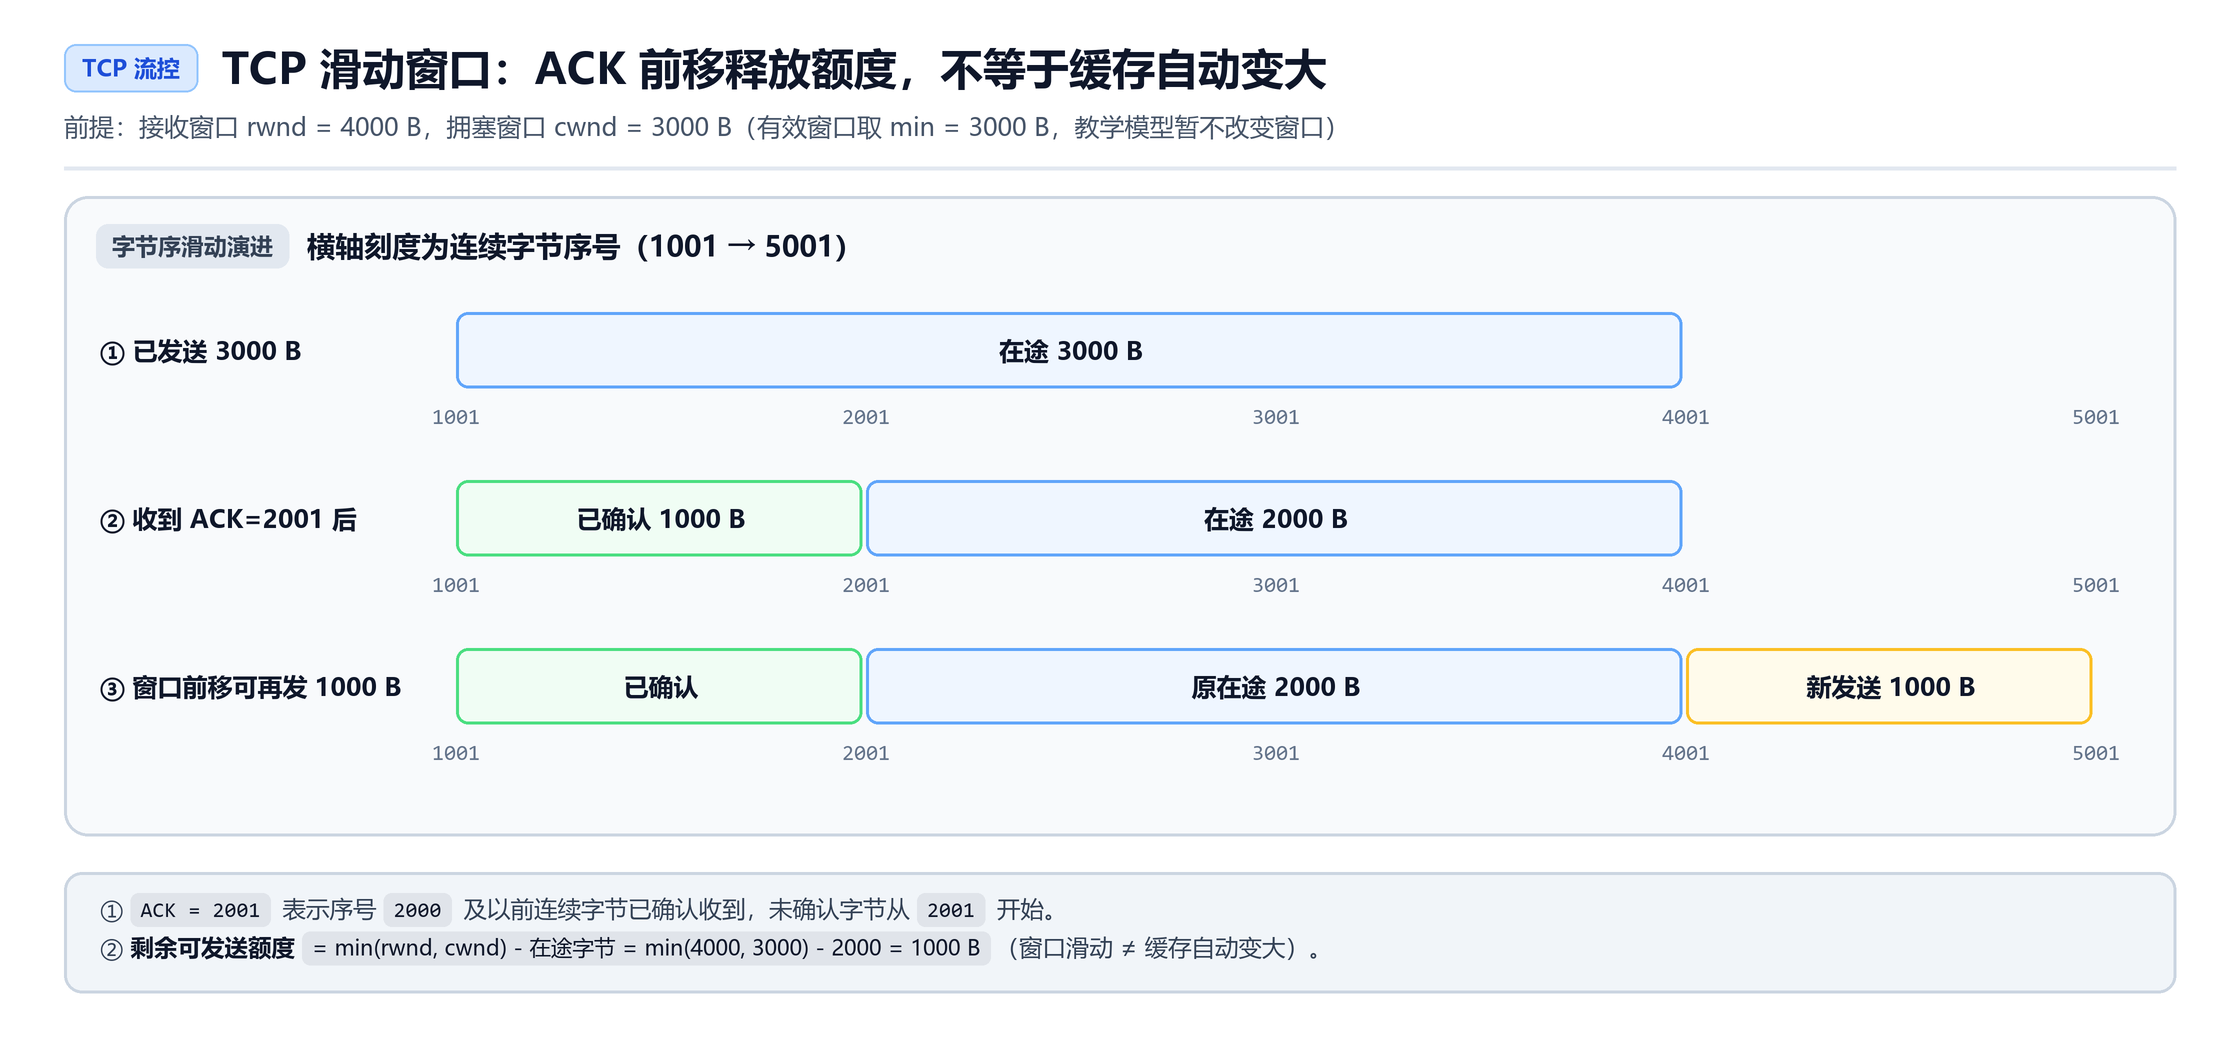 TCP 流控
TCP 滑动窗口：ACK 前移释放额度，不等于缓存自动变大
前提：接收窗口 rwnd = 4000 B，拥塞窗口 cwnd = 3000 B（有效窗口取 min = 3000 B，教学模型暂不改变窗口）
字节序滑动演进 横轴刻度为连续字节序号（1001 → 5001）
① 已发送 3000 B
在途 3000 B
1001 2001 3001 4001 5001
② 收到 ACK=2001 后
已确认 1000 B
在途 2000 B
1001 2001 3001 4001 5001
③ 窗口前移可再发 1000 B
已确认
原在途 2000 B
新发送 1000 B
1001 2001 3001 4001 5001
① ACK = 2001 表示序号 2000 及以前连续字节已确认收到，未确认字节从 2001 开始。
② 剩余可发送额度 = min(rwnd, cwnd) - 在途字节 = min(4000, 3000) - 2000 = 1000 B （窗口滑动 ≠ 缓存自动变大）。